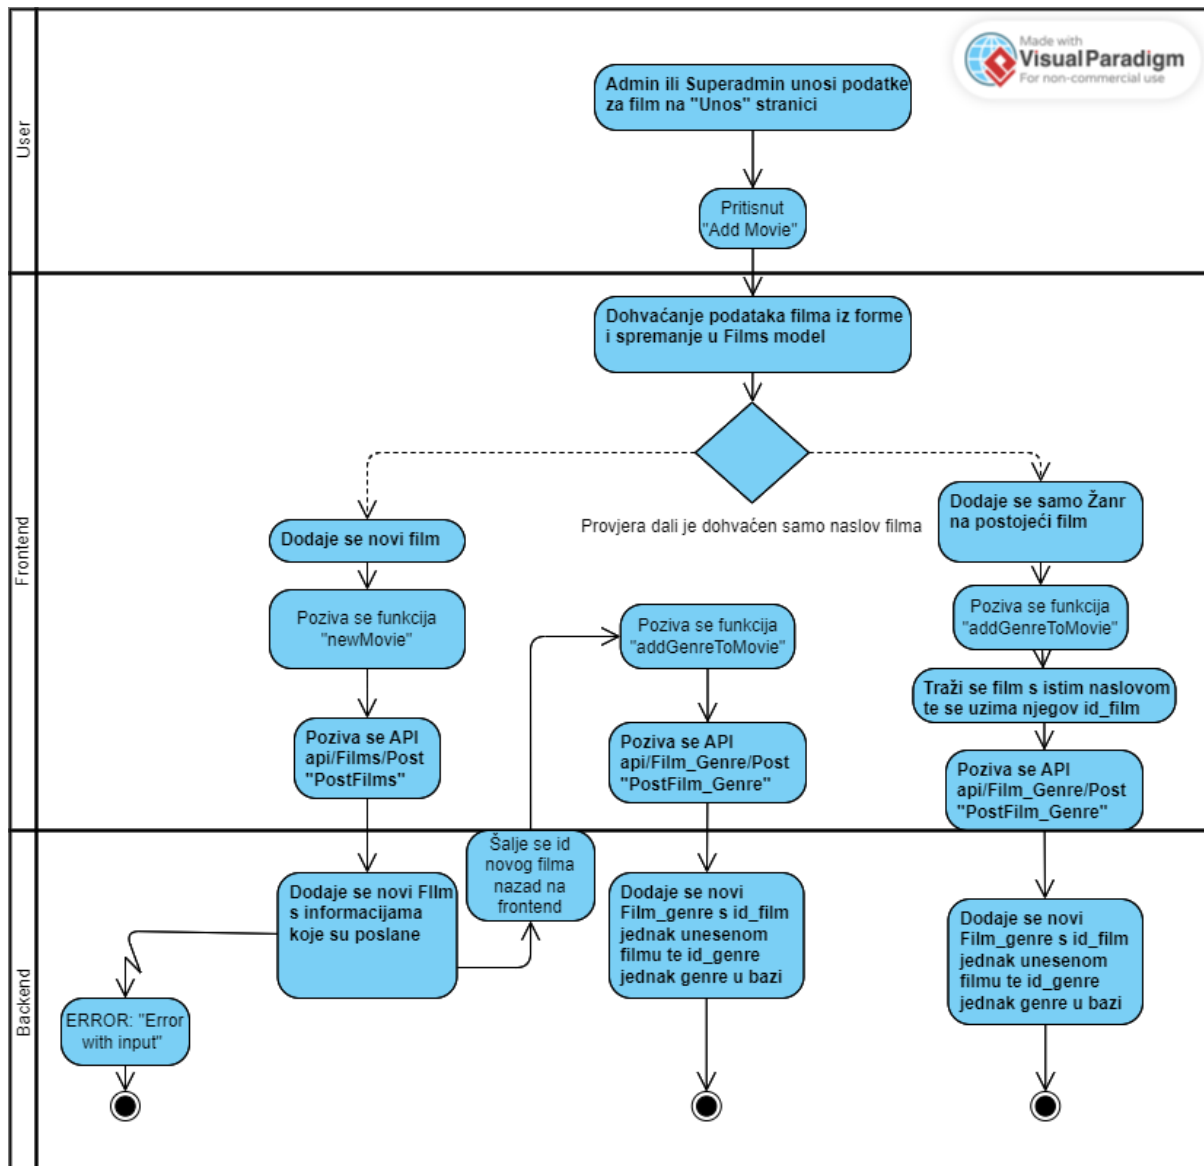 Made with
Visual Paradigm
For non-commercial use
User
Admin ili Superadmin unosi podatke
za film na "Unos" stranici
Pritisnut
"Add Movie"
Frontend
Dohvaćanje podataka filma iz forme
i spremanje u Films model
Provjera dali je dohvaćen samo naslov filma
Dodaje se novi film
Poziva se funkcija
"newMovie"
Poziva se API
api/Films/Post
"PostFilms"
Poziva se funkcija
"addGenreToMovie"
Poziva se API
api/Film_Genre/Post
"PostFilm_Genre"
Dodaje se samo Žanr
na postojeći film
Poziva se funkcija
"addGenreToMovie"
Traži se film s istim naslovom
te se uzima njegov id_film
Poziva se API
api/Film_Genre/Post
"PostFilm_Genre"
Backend
Dodaje se novi FIlm
s informacijama
koje su poslane
Šalje se id
novog filma
nazad na
frontend
ERROR: "Error
with input"
Dodaje se novi
Film_genre s id_film
jednak unesenom
filmu te id_genre
jednak genre u bazi
Dodaje se novi
Film_genre s id_film
jednak unesenom
filmu te id_genre
jednak genre u bazi